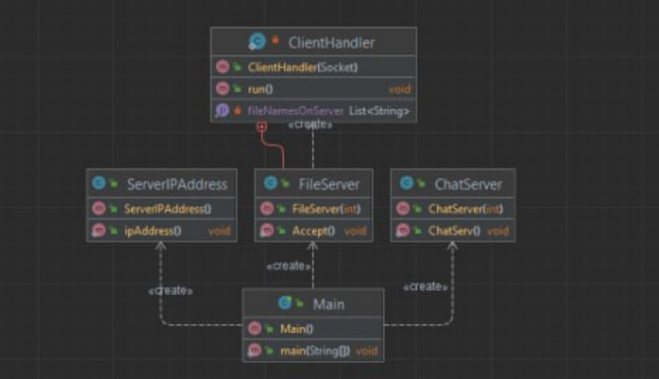 ClientHandler
ClientHandler(Socket)
run() void
fileNamesOnServer List<String>
«create»
ServerIPAddress
ServerIPAddress()
ipAddress() void
FileServer
FileServer(int)
Accept() void
ChatServer
ChatServer(int)
ChatServ() void
«create»
«create»
«create»
Main
Main()
main(String[]) void